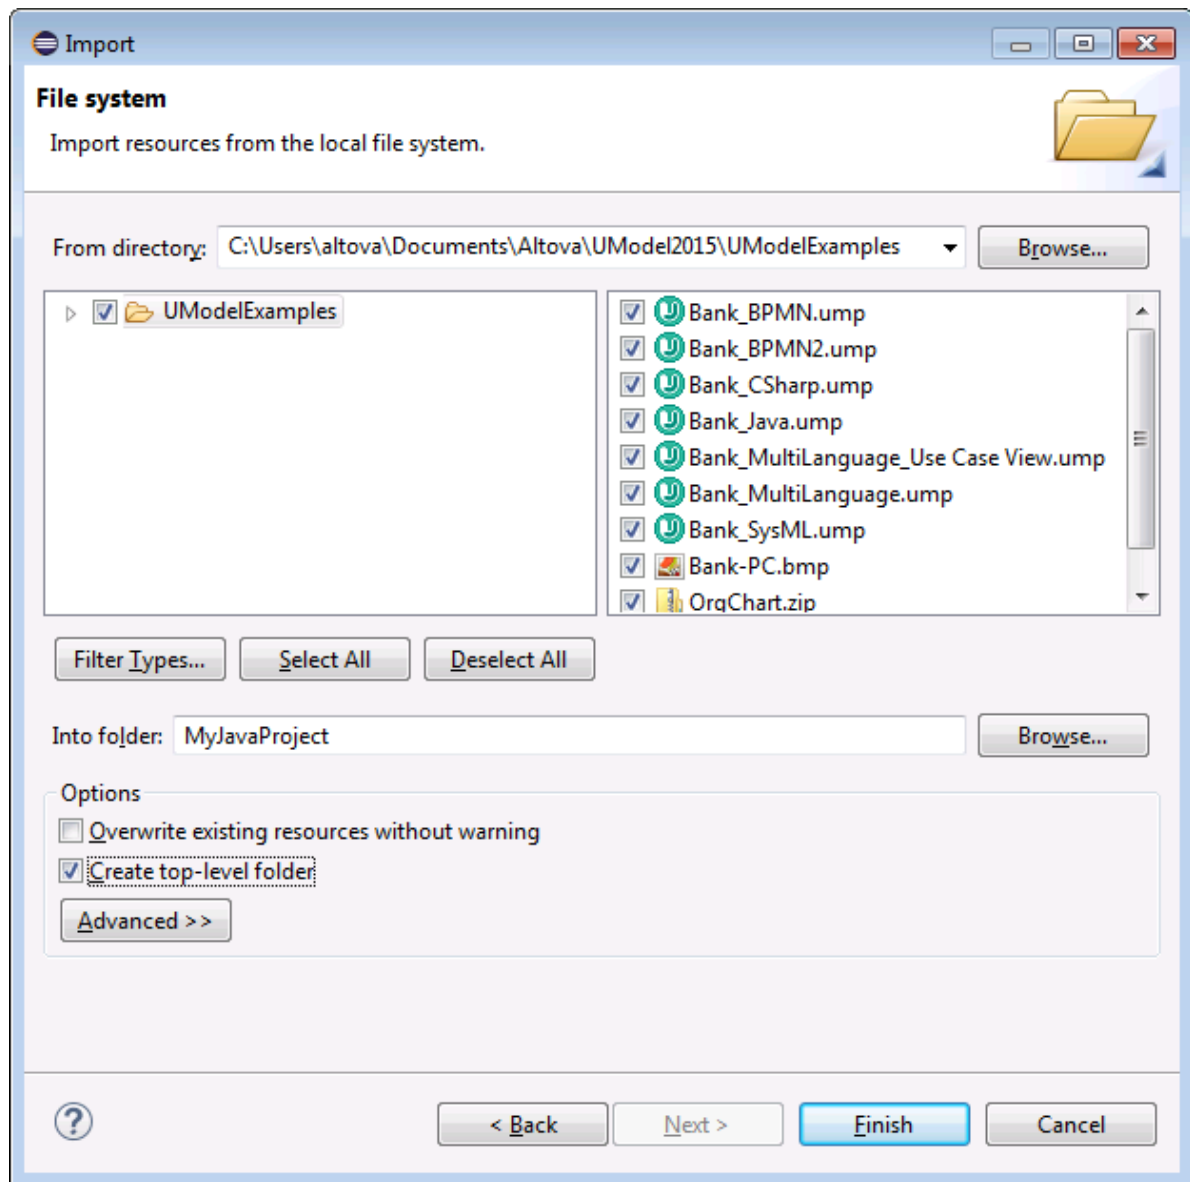 Import
File system
Import resources from the local file system.
From directory: C:\Users\altova\Documents\Altova\UModel2015\UModelExamples Browse...
UModelExamples
Bank_BPMN.ump
Bank_BPMN2.ump
Bank_CSharp.ump
Bank_Java.ump
Bank_MultiLanguage_Use Case View.ump
Bank_MultiLanguage.ump
Bank_SysML.ump
Bank-PC.bmp
OrgChart.zip
Filter Types... Select All Deselect All
Into folder: MyJavaProject Browse...
Options
Overwrite existing resources without warning
Create top-level folder
Advanced >>
? < Back Next > Finish Cancel